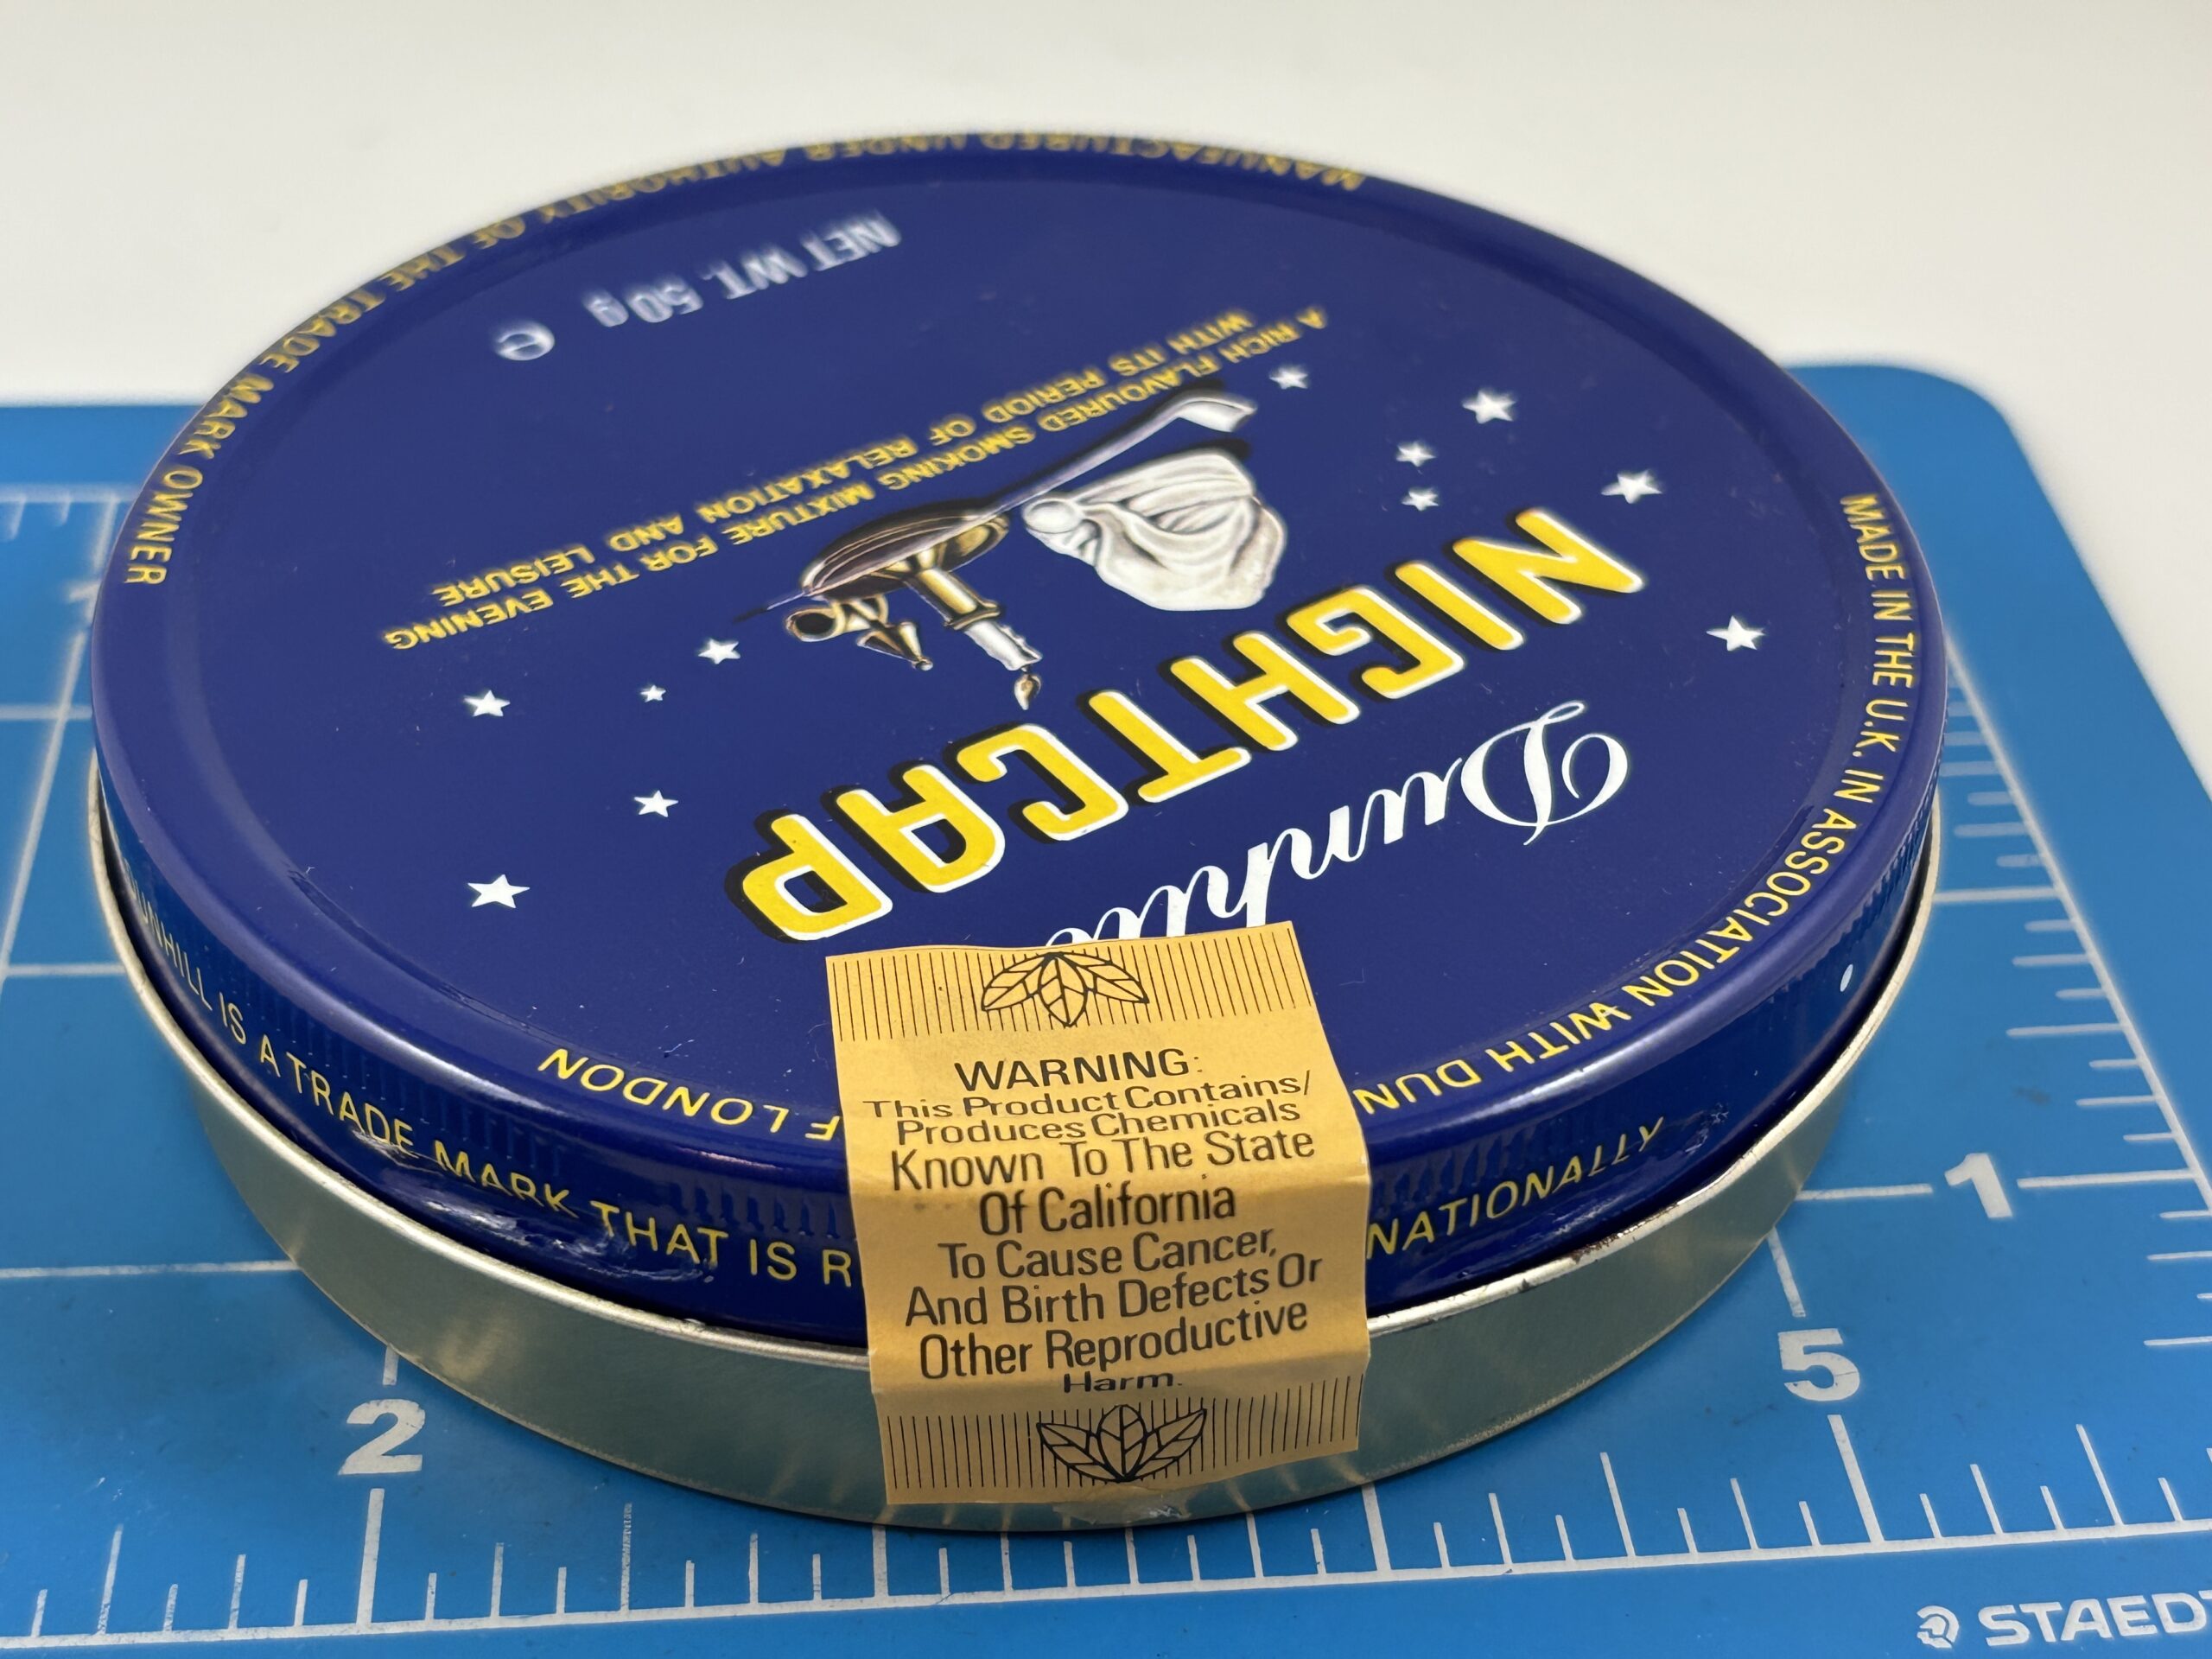 Dunhil
NIGHTCAP
A RICH FLAVOURED SMOKING MIXTURE FOR THE EVENING
WITH ITS PERIOD OF RELAXATION AND LEISURE
NET WT. 50g e
MANUFACTURED UNDER AUTHORITY OF THE TRADE MARK OWNER
MADE IN THE U.K. IN ASSOCIATION WITH DUN
F LONDON
DUNHILL IS A TRADE MARK THAT IS R
NATIONALLY
WARNING:
This Product Contains/
Produces Chemicals
Known To The State
Of California
To Cause Cancer,
And Birth Defects Or
Other Reproductive
Harm.
1
2
5
STAEDT